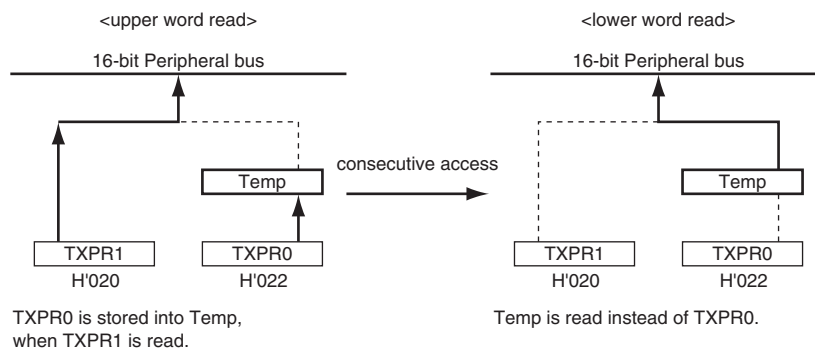 <upper word read>
16-bit Peripheral bus
Temp
TXPR1
TXPR0
H'020
H'022
TXPR0 is stored into Temp,
when TXPR1 is read.
consecutive access
<lower word read>
16-bit Peripheral bus
Temp
TXPR1
TXPR0
H'020
H'022
Temp is read instead of TXPR0.